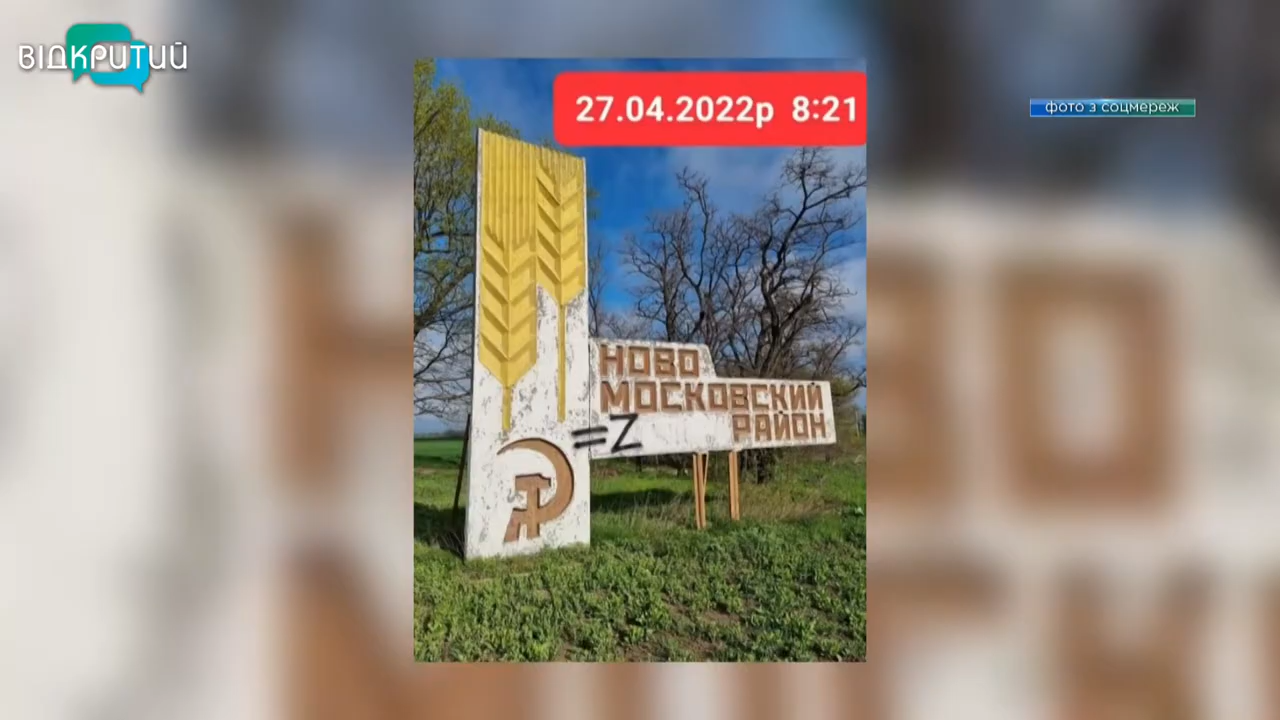 ВІДКРИТИЙ
27.04.2022р 8:21
фото з соцмереж
НОВО
МОСКОВСКИЙ
РАЙОН
=Z